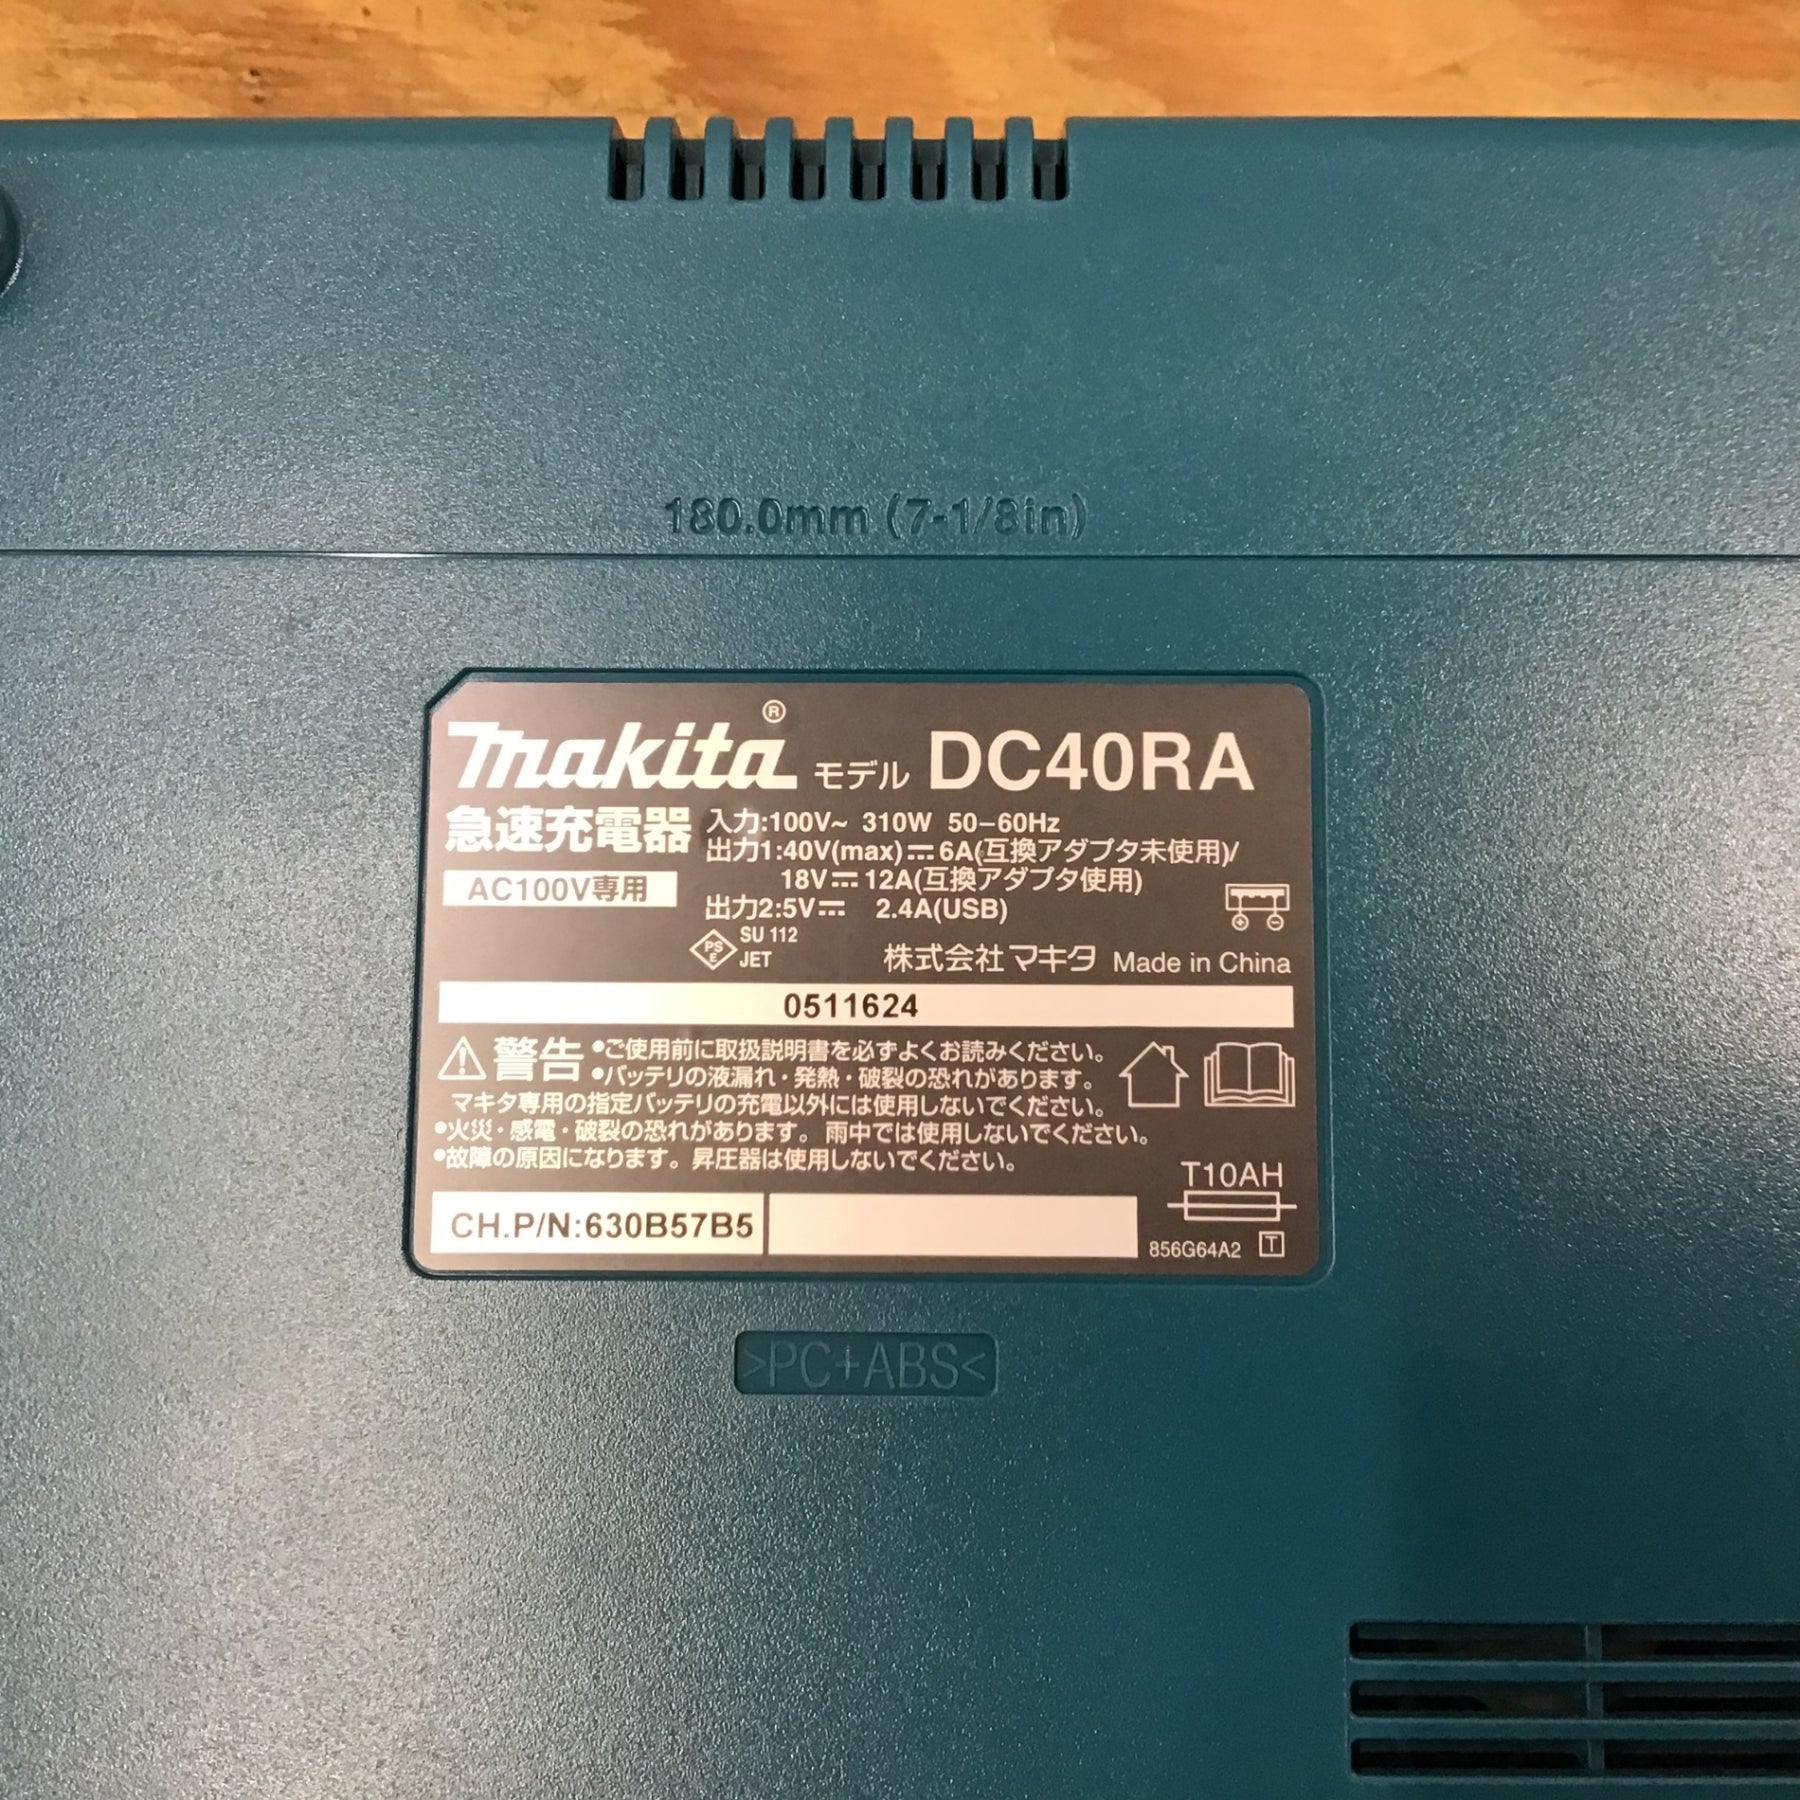 180.0mm (7-1/8in)
makita® モデル DC40RA
急速充電器
AC100V専用
入力:100V~ 310W 50-60Hz
出力1:40V(max)⎓6A(互換アダプタ未使用)/
18V⎓12A(互換アダプタ使用)
出力2:5V⎓ 2.4A(USB)
PS
E
SU 112
JET
株式会社マキタ Made in China
0511624
⚠警告 •ご使用前に取扱説明書を必ずよくお読みください。
•バッテリの液漏れ・発熱・破裂の恐れがあります。
マキタ専用の指定バッテリの充電以外には使用しないでください。
•火災・感電・破裂の恐れがあります。雨中では使用しないでください。
•故障の原因になります。昇圧器は使用しないでください。
T10AH
CH.P/N:630B57B5
856G64A2 T
>PC+ABS<